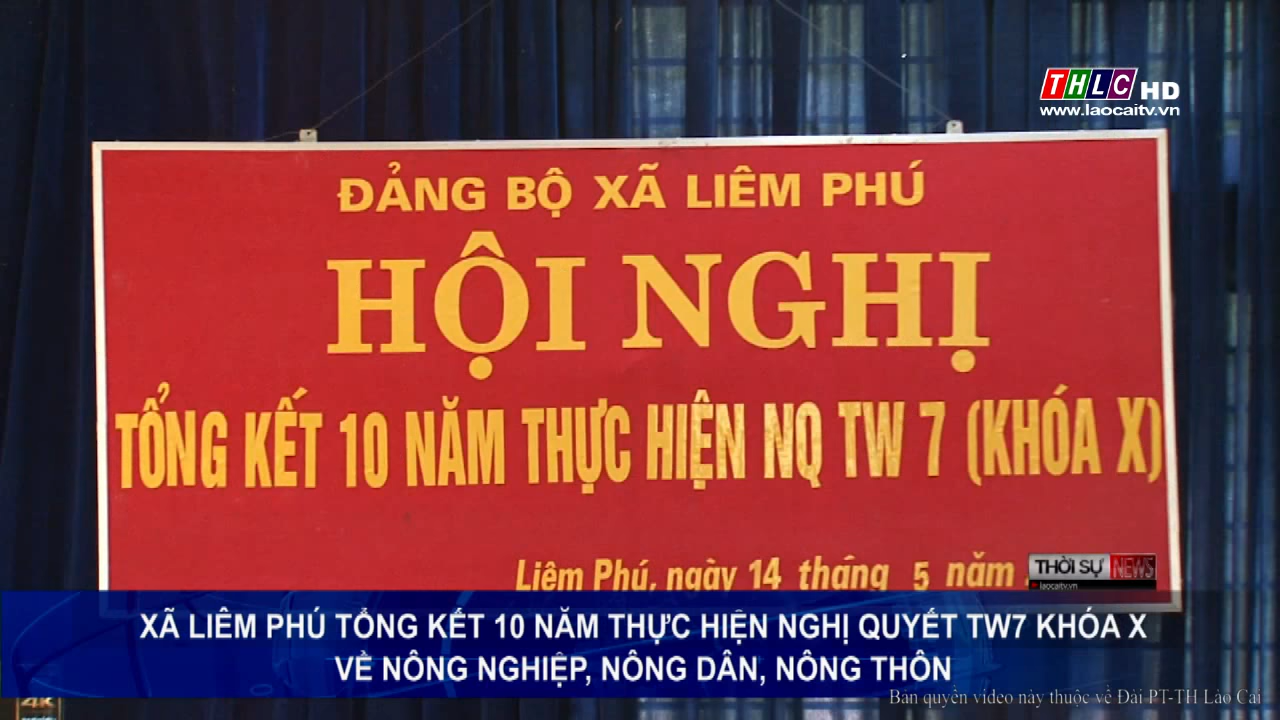 THLC HD
www.laocaitv.vn
ĐẢNG BỘ XÃ LIÊM PHÚ
HỘI NGHỊ
TỔNG KẾT 10 NĂM THỰC HIỆN NQ TW 7 (KHÓA X)
Liêm Phú, ngày 14 tháng 5 năm
THỜI SỰ NEWS
laocaitv.vn
XÃ LIÊM PHÚ TỔNG KẾT 10 NĂM THỰC HIỆN NGHỊ QUYẾT TW7 KHÓA X
VỀ NÔNG NGHIỆP, NÔNG DÂN, NÔNG THÔN
Bản quyền video này thuộc về Đài PT-TH Lào Cai